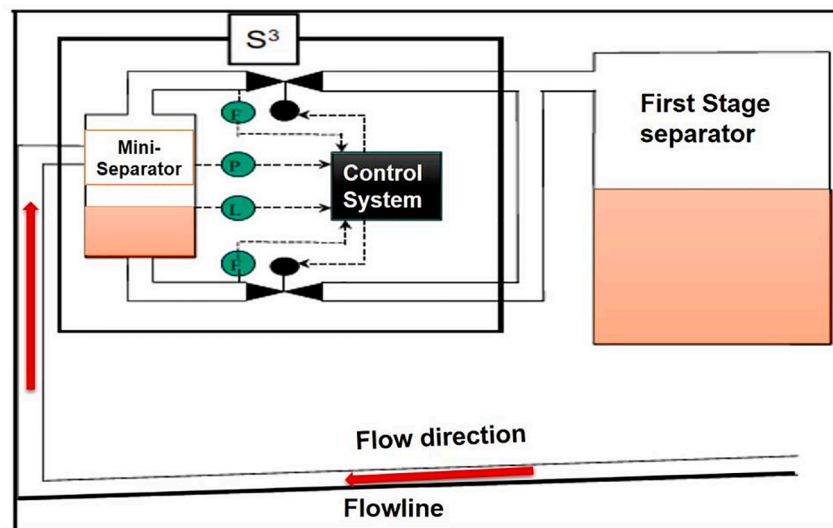 S³
First Stage
separator
F
Mini-
Separator
P
Control
System
L
F
Flow direction
Flowline